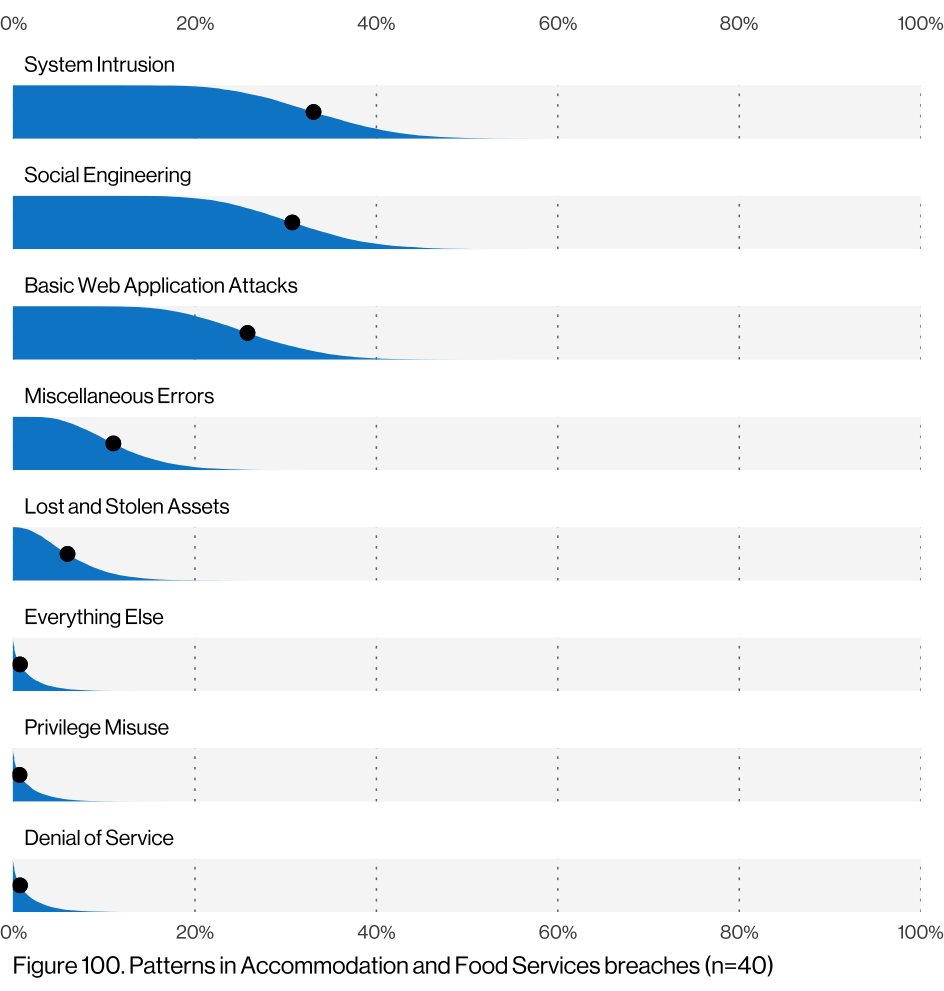 0% 20% 40% 60% 80% 100%
System Intrusion
Social Engineering
Basic Web Application Attacks
Miscellaneous Errors
Lost and Stolen Assets
Everything Else
Privilege Misuse
Denial of Service
0% 20% 40% 60% 80% 100%
Figure 100. Patterns in Accommodation and Food Services breaches (n=40)